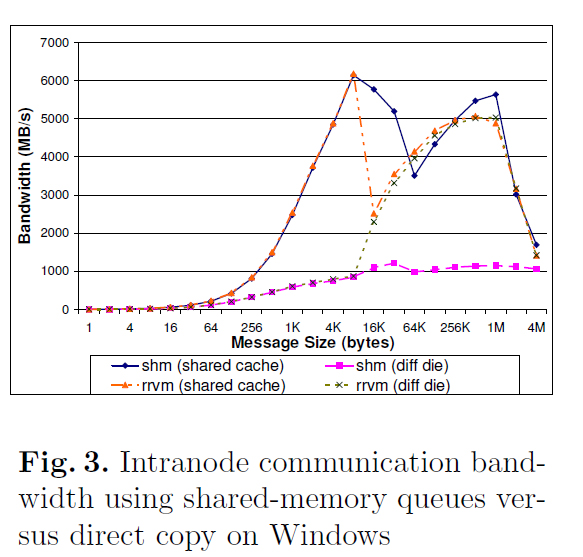 7000
6000
5000
4000
3000
2000
1000
0
Bandwidth (MB/s)
1 4 16 64 256 1K 4K 16K 64K 256K 1M 4M
Message Size (bytes)
shm (shared cache) shm (diff die)
rrvm (shared cache) rrvm (diff die)
Fig. 3. Intranode communication band-
width using shared-memory queues ver-
sus direct copy on Windows